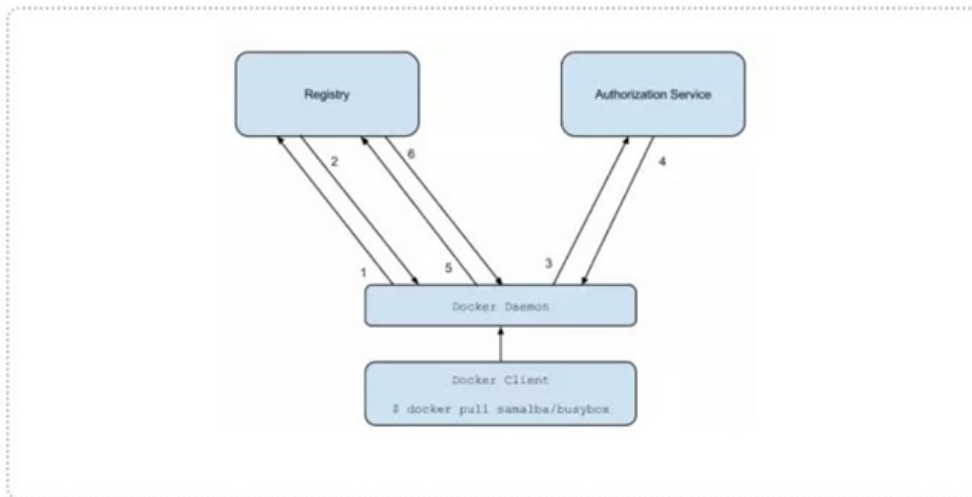 Registry
Authorization Service
2
6
4
1
5
3
Docker Daemon
Docker Client
$ docker pull samalba/busybox